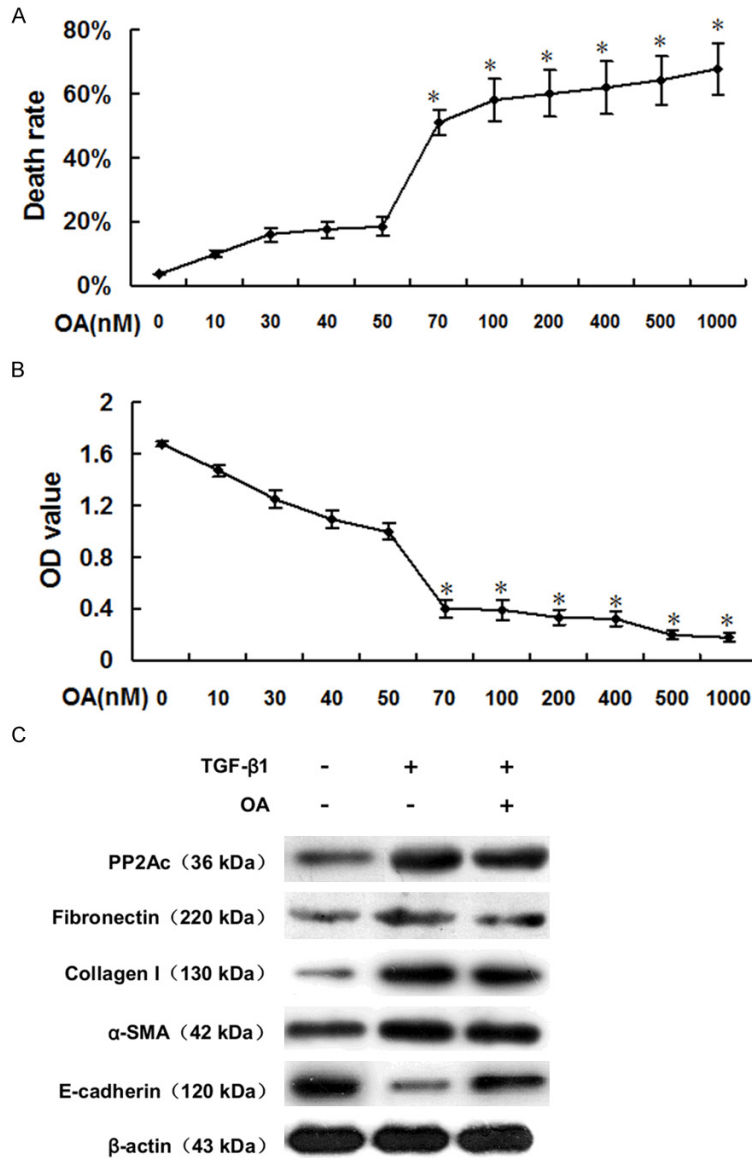 A
80%
60%
40%
20%
0%
Death rate
* * * * * *
OA(nM) 0 10 30 40 50 70 100 200 400 500 1000
B
2
1.6
1.2
0.8
0.4
0
OD value
* * * * * *
OA(nM) 0 10 30 40 50 70 100 200 400 500 1000
C
TGF-β1 - + +
OA - - +
PP2Ac（36 kDa）
Fibronectin（220 kDa）
Collagen I（130 kDa）
α-SMA（42 kDa）
E-cadherin（120 kDa）
β-actin（43 kDa）